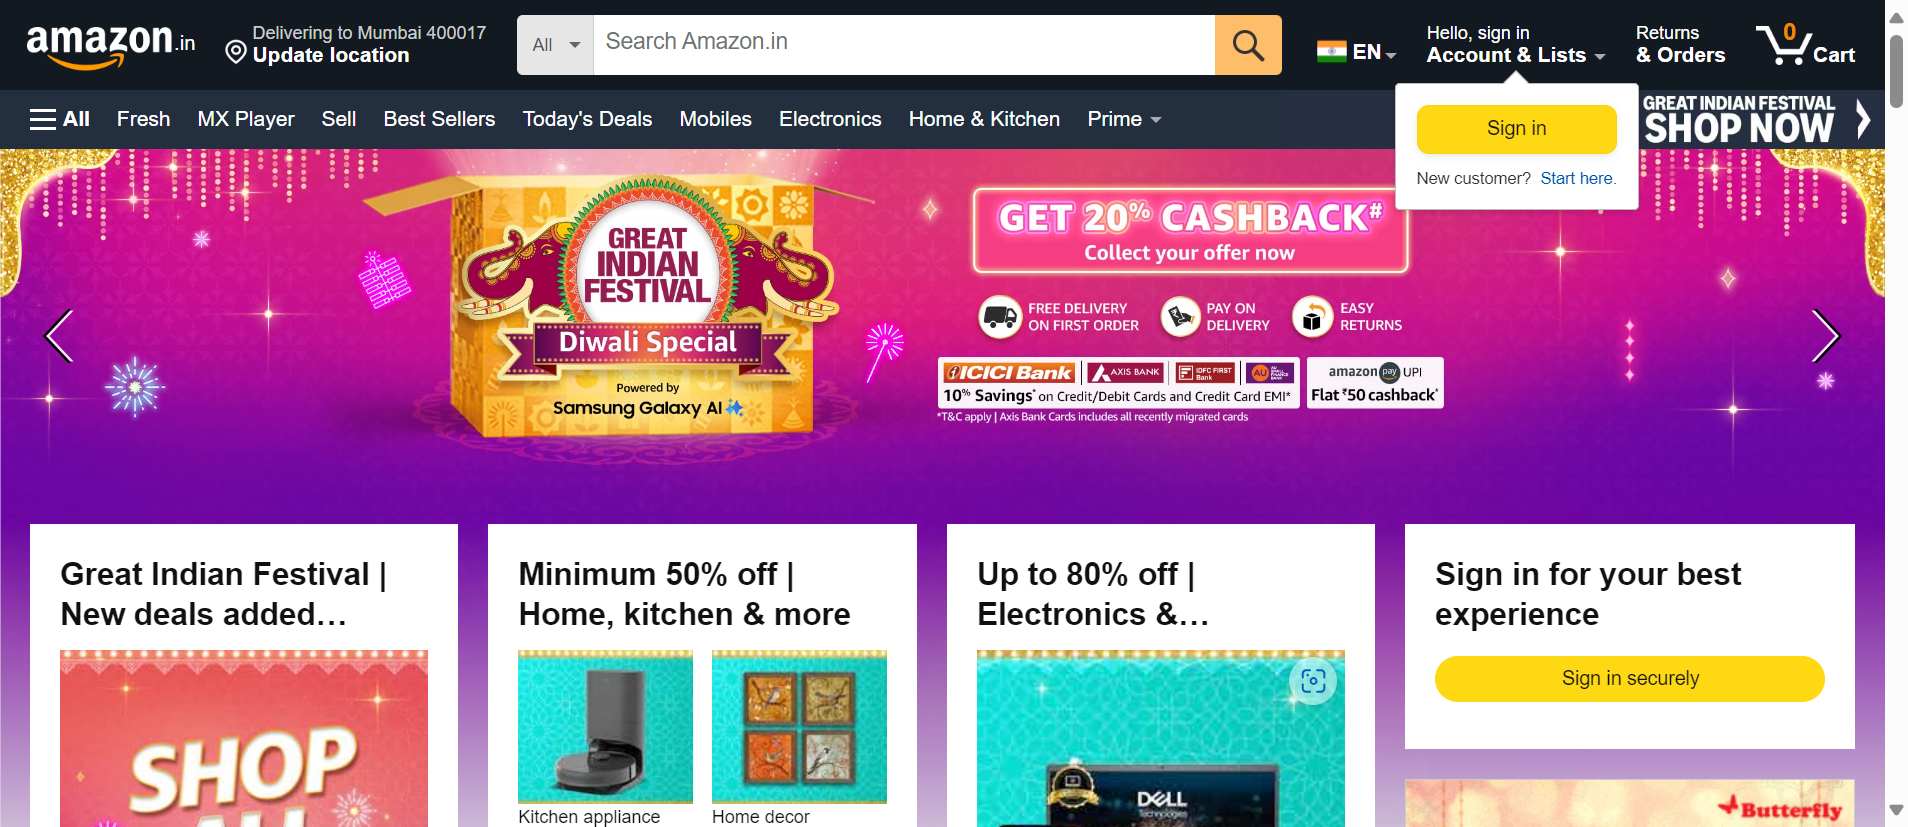 amazon.in
Delivering to Mumbai 400017
Update location
All
Search Amazon.in
EN
Hello, sign in
Account & Lists
Returns
& Orders
0
Cart
All
Fresh
MX Player
Sell
Best Sellers
Today's Deals
Mobiles
Electronics
Home & Kitchen
Prime
Sign in
New customer? Start here.
GREAT INDIAN FESTIVAL
SHOP NOW
GREAT
INDIAN
FESTIVAL
Diwali Special
Powered by
Samsung Galaxy AI
GET 20% CASHBACK#
Collect your offer now
FREE DELIVERY
ON FIRST ORDER
PAY ON
DELIVERY
EASY
RETURNS
ICICI Bank
AXIS BANK
IDFC FIRST
Bank
AU
10% Savings* on Credit/Debit Cards and Credit Card EMI*
amazon pay UPI
Flat ₹50 cashback*
*T&C apply | Axis Bank Cards includes all recently migrated cards
Great Indian Festival |
New deals added…
SHOP
ALL
Minimum 50% off |
Home, kitchen & more
Kitchen appliance
Home decor
Up to 80% off |
Electronics &…
DELL
Technologies
Sign in for your best
experience
Sign in securely
Butterfly